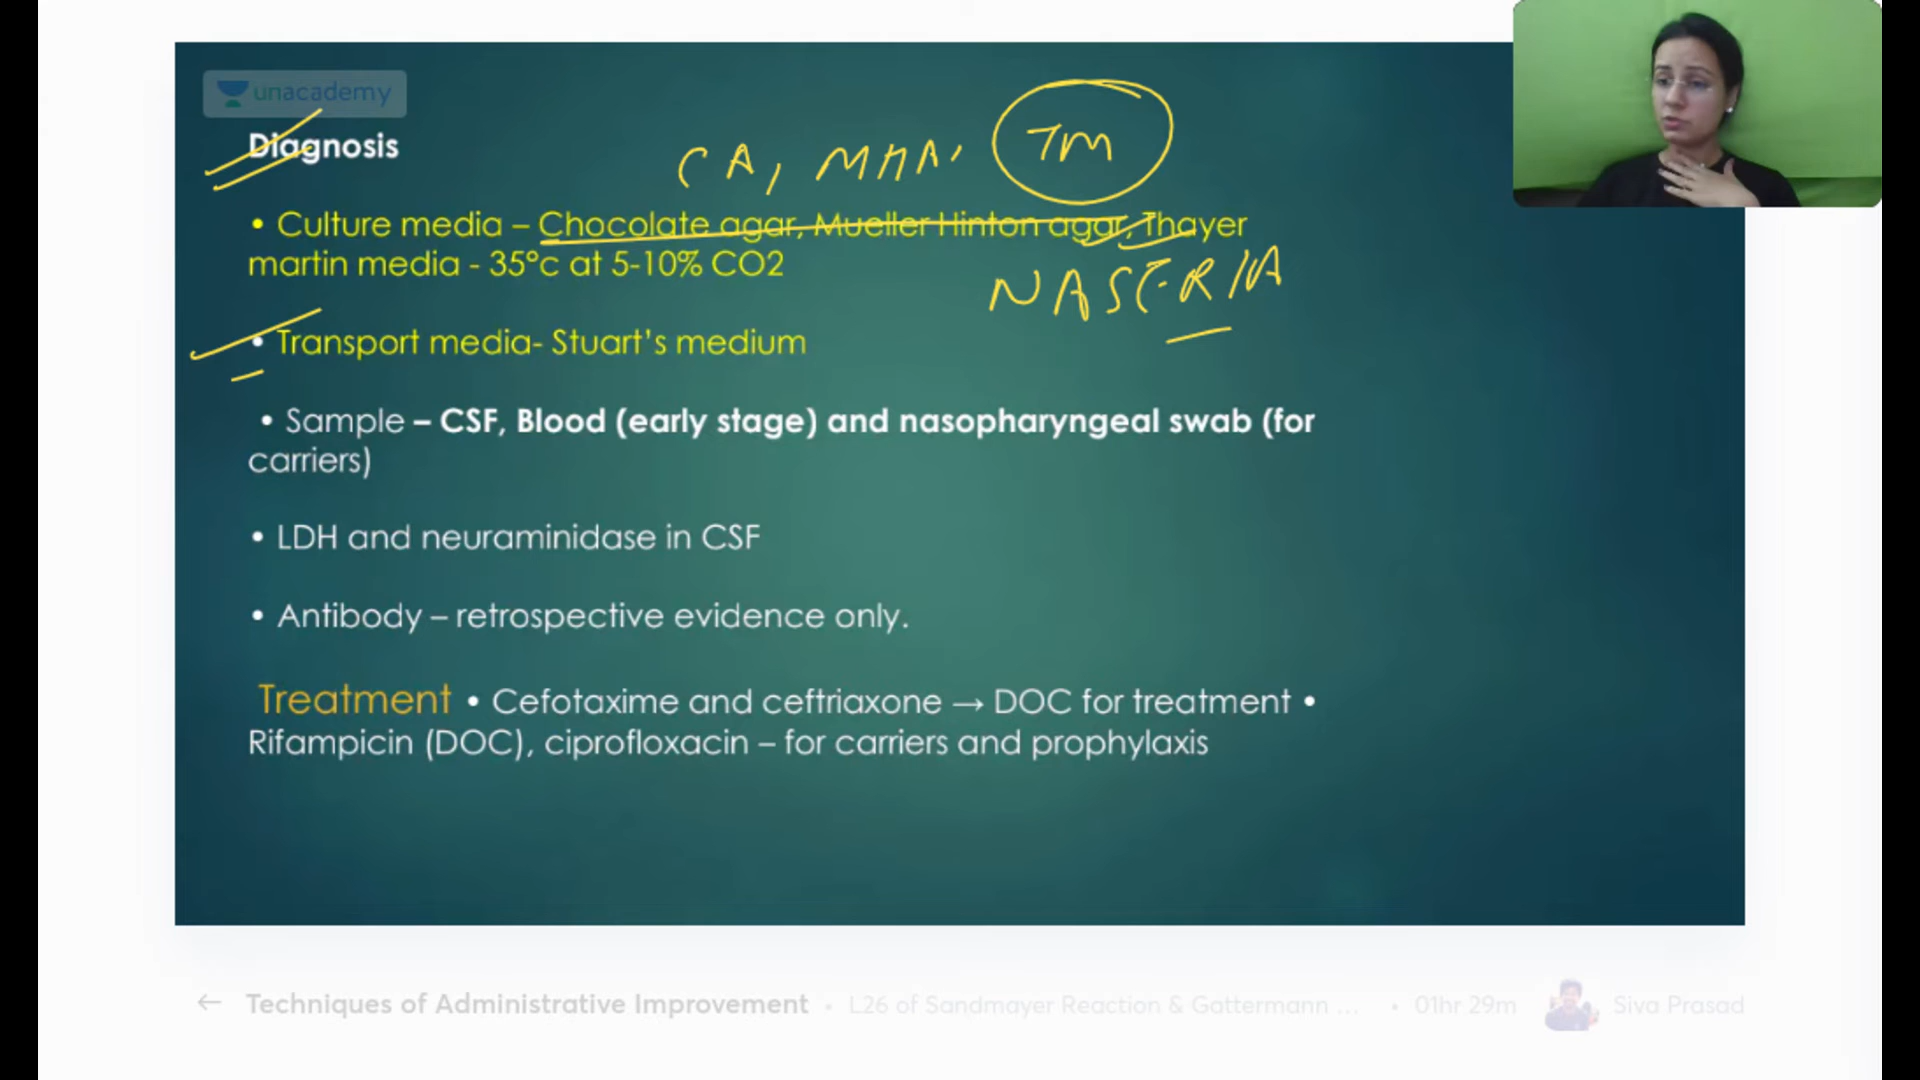 unacademy
Diagnosis
CA, MHA, TM
• Culture media – Chocolate agar, Mueller Hinton agar, Thayer
martin media - 35°c at 5-10% CO2
NASERIA
• Transport media- Stuart’s medium
• Sample – CSF, Blood (early stage) and nasopharyngeal swab (for
carriers)
• LDH and neuraminidase in CSF
• Antibody – retrospective evidence only.
Treatment • Cefotaxime and ceftriaxone → DOC for treatment •
Rifampicin (DOC), ciprofloxacin – for carriers and prophylaxis
← Techniques of Administrative Improvement • L26 of Sandmayer Reaction & Gattermann ... • 01hr 29m Siva Prasad